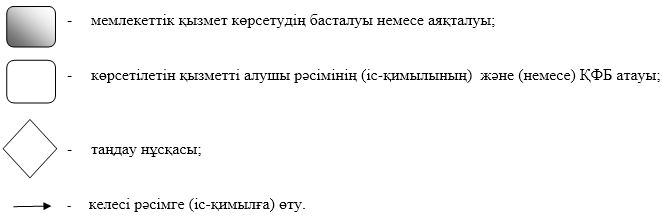 - мемлекеттік қызмет көрсетудің басталуы немесе аяқталуы;
- көрсетілетін қызметті алушы рәсімінің (іс-қимылының) және (немесе) ҚФБ атауы;
- таңдау нұсқасы;
- келесі рәсімге (іс-қимылға) өту.